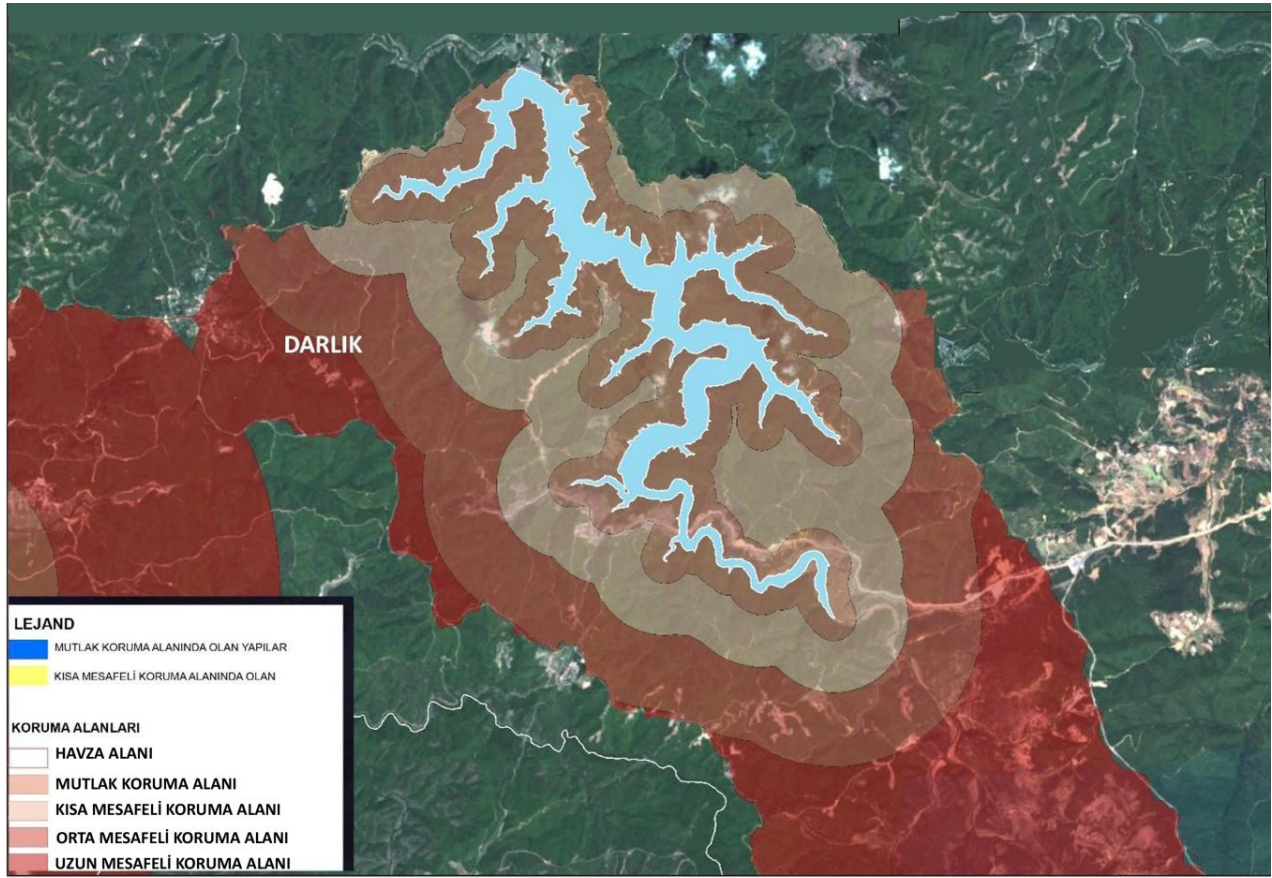 DARLIK
LEJAND
MUTLAK KORUMA ALANINDA OLAN YAPILAR
KISA MESAFELİ KORUMA ALANINDA OLAN
KORUMA ALANLARI
HAVZA ALANI
MUTLAK KORUMA ALANI
KISA MESAFELİ KORUMA ALANI
ORTA MESAFELİ KORUMA ALANI
UZUN MESAFELİ KORUMA ALANI